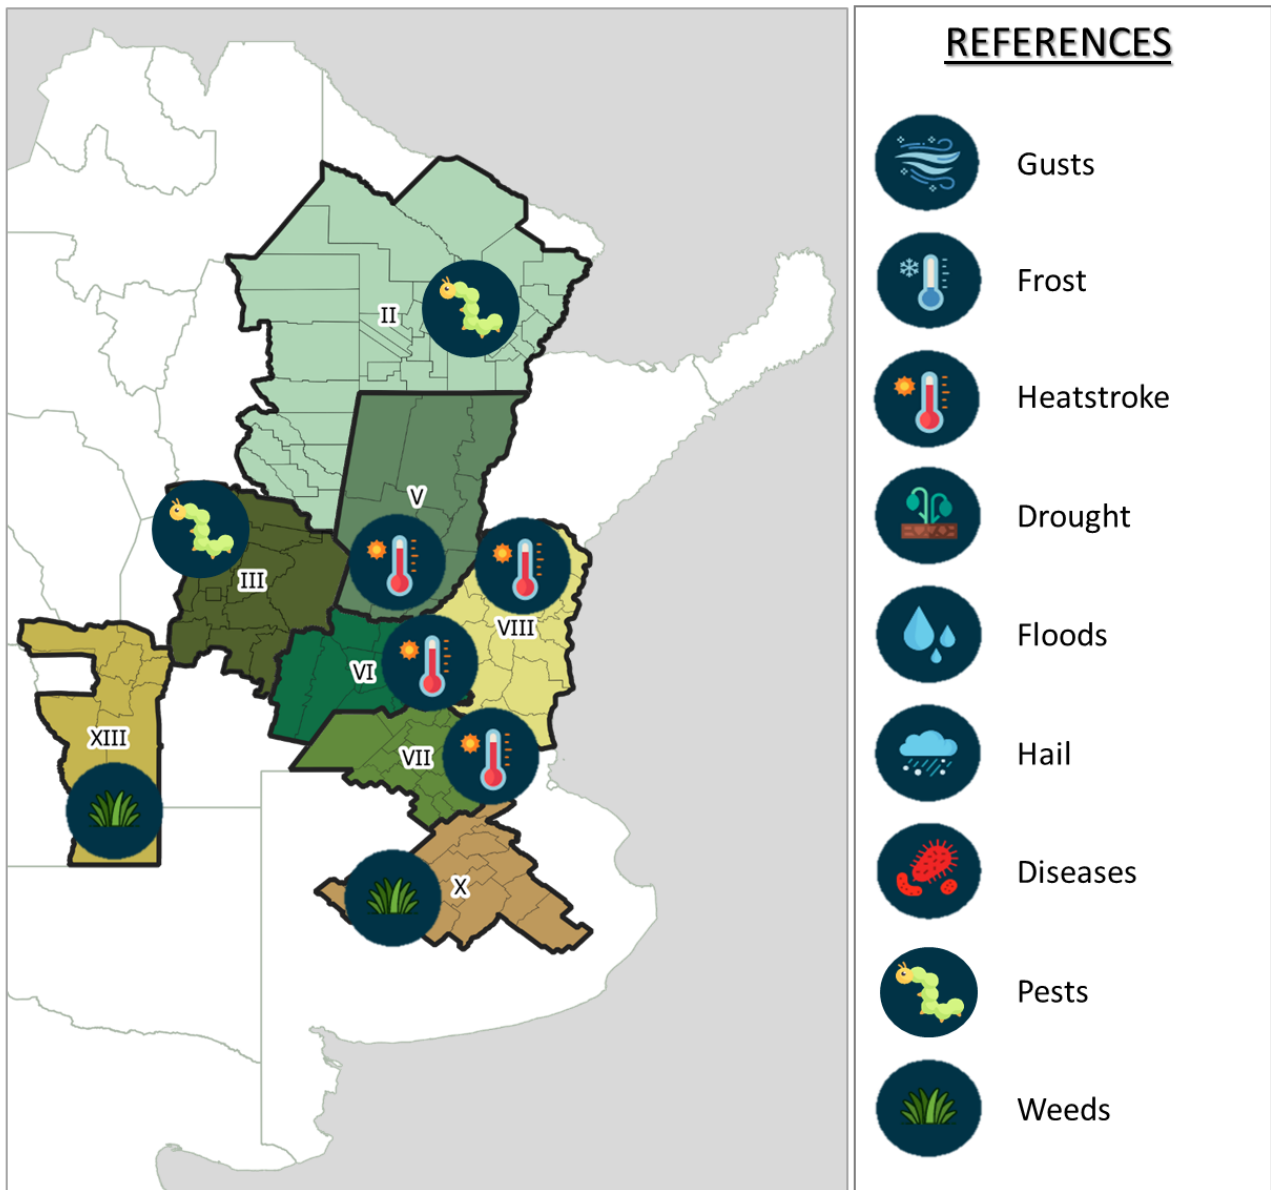 REFERENCES
Gusts
Frost
Heatstroke
Drought
Floods
Hail
Diseases
Pests
Weeds
II
V
III
VIII
VI
XIII
VII
X